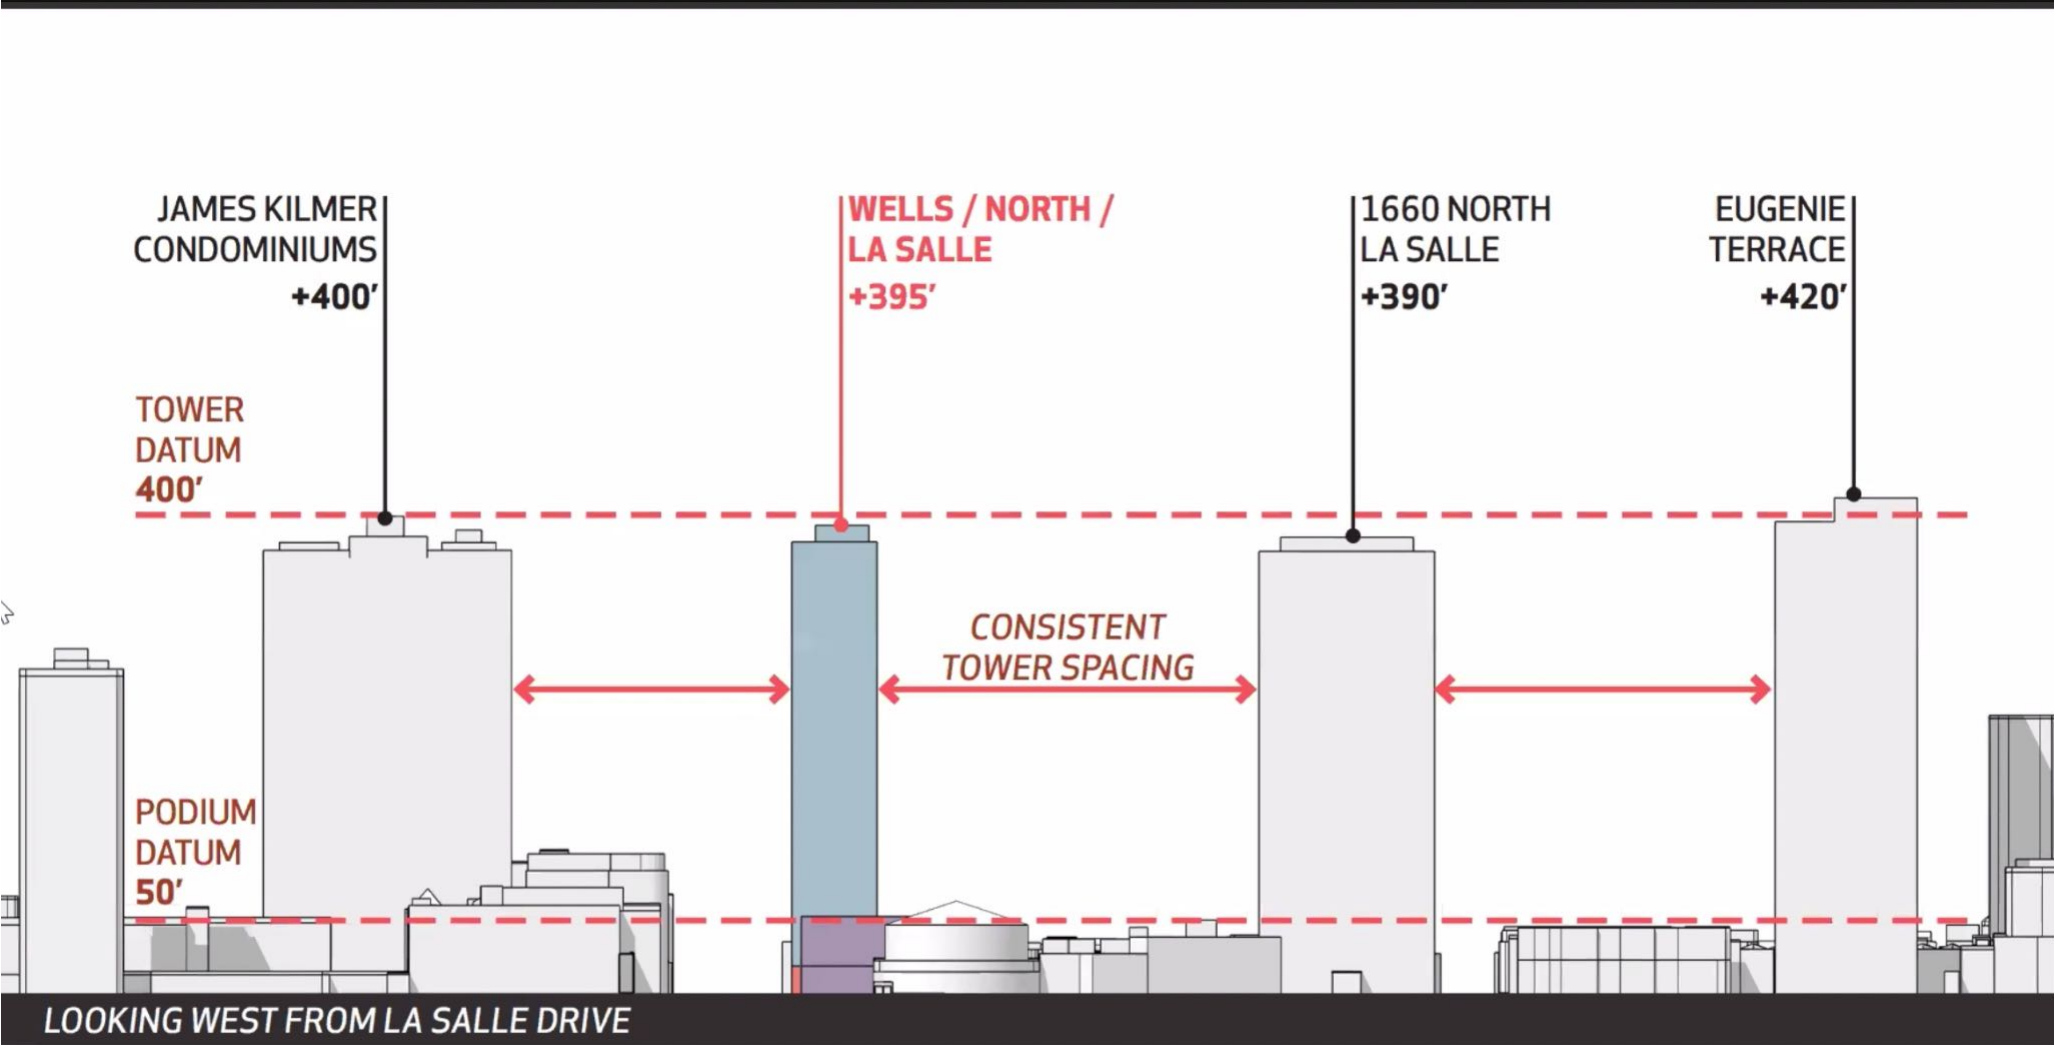 JAMES KILMER
CONDOMINIUMS
+400′
WELLS / NORTH /
LA SALLE
+395′
1660 NORTH
LA SALLE
+390′
EUGENIE
TERRACE
+420′
TOWER
DATUM
400′
CONSISTENT
TOWER SPACING
PODIUM
DATUM
50′
LOOKING WEST FROM LA SALLE DRIVE